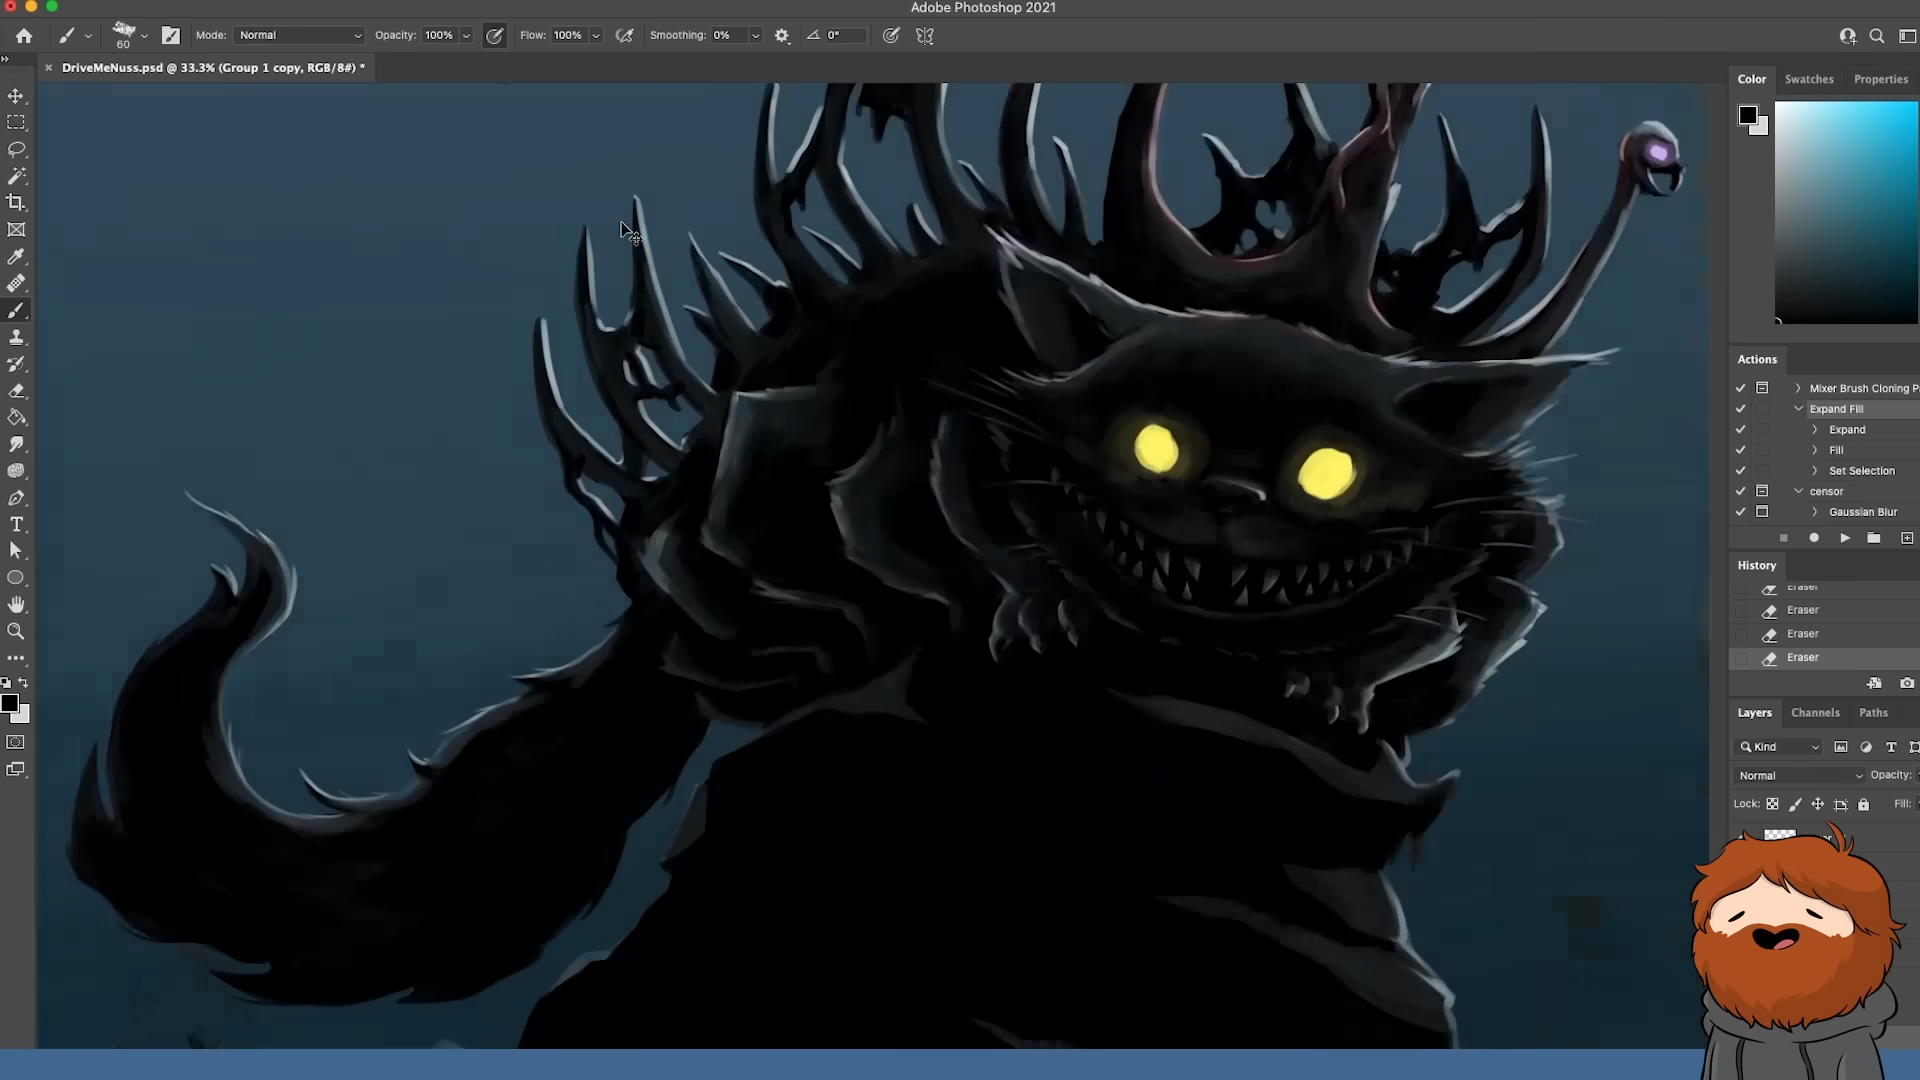 Adobe Photoshop 2021
60
Mode: Normal
Opacity: 100%
Flow: 100%
Smoothing: 0%
0°
DriveMeNuss.psd @ 33.3% (Group 1 copy, RGB/8#) *
Color Swatches Properties
Actions
Mixer Brush Cloning P
Expand Fill
Expand
Fill
Set Selection
censor
Gaussian Blur
History
Eraser
Eraser
Eraser
Eraser
Layers Channels Paths
Kind
Normal
Opacity:
Lock:
Fill: